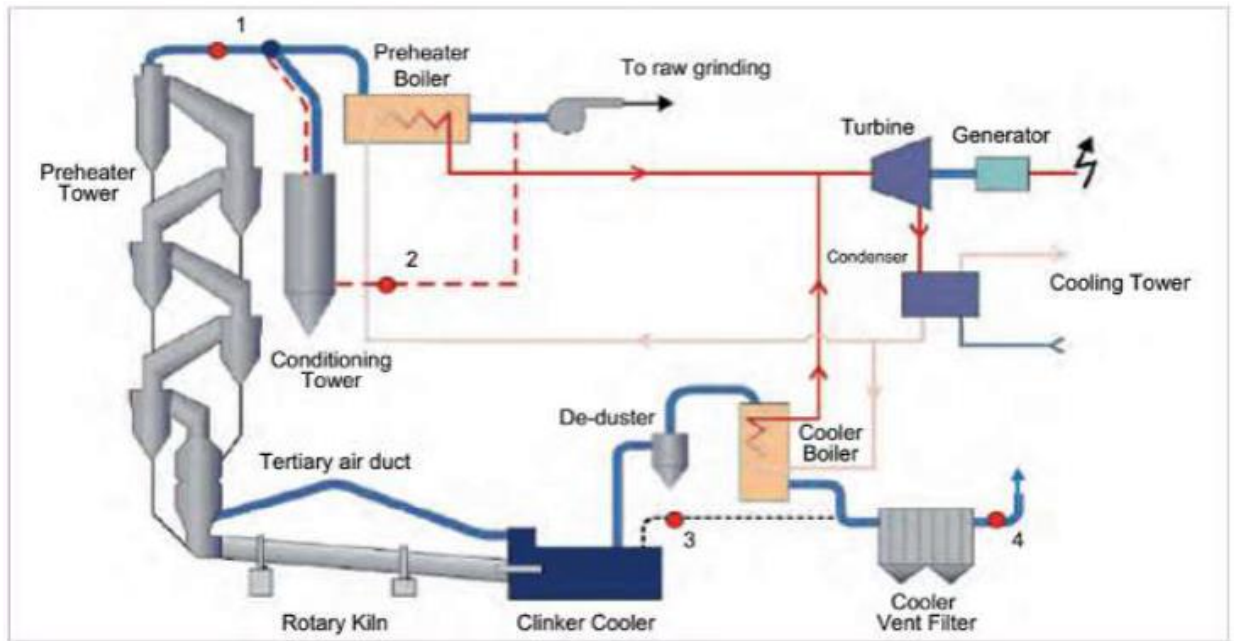 1
Preheater
Boiler
To raw grinding
Turbine
Generator
Preheater
Tower
2
Condenser
Cooling Tower
Conditioning
Tower
De-duster
Cooler
Boiler
Tertiary air duct
3
4
Rotary Kiln
Clinker Cooler
Cooler
Vent Filter